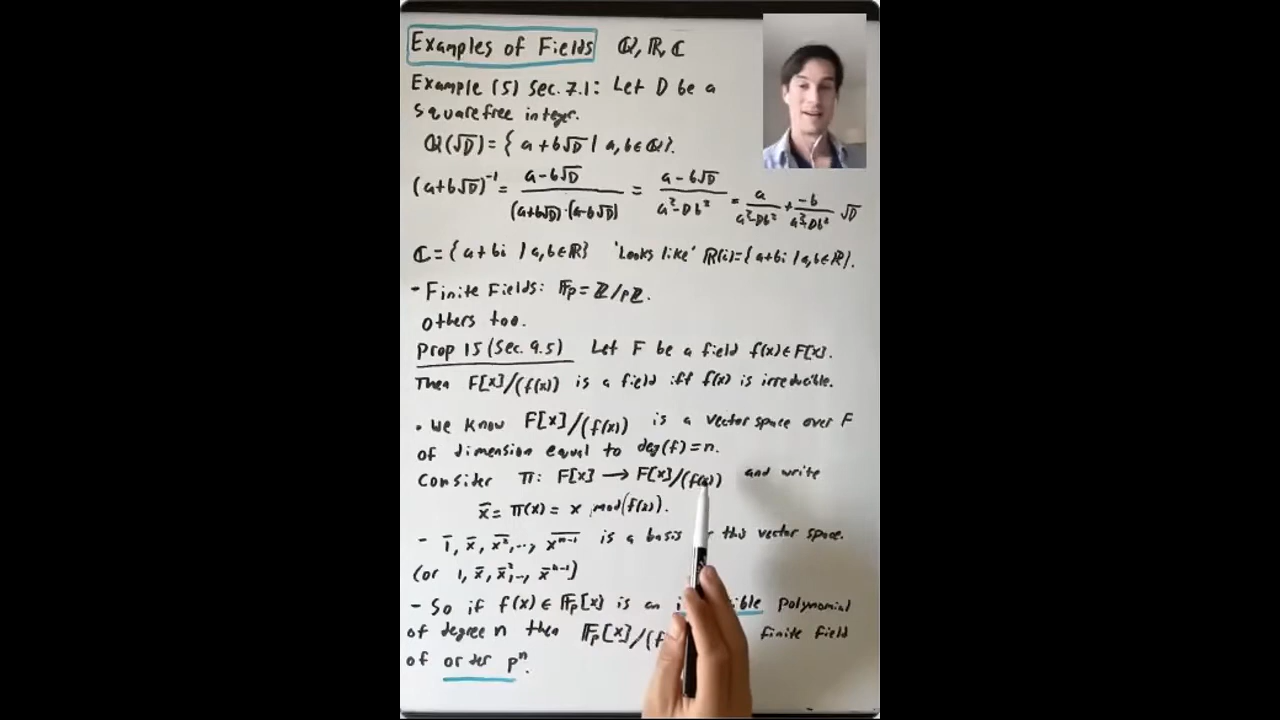 Examples of Fields ℚ, ℝ, ℂ
Example (5) Sec. 7.1: Let D be a
squarefree integer.
ℚ(√D) = { a + b√D | a, b ∈ ℚ}.
(a+b√D)⁻¹ = (a - b√D)/((a+b√D)·(a-b√D)) = (a - b√D)/(a² - Db²) = a/(a² - Db²) + -b/(a² - Db²) √D
ℂ = { a + bi | a, b ∈ ℝ} 'Looks like' ℝ(i) = { a+bi | a, b ∈ ℝ}.
- Finite Fields: 𝔽p = ℤ/pℤ.
Others too.
Prop 15 (Sec. 9.5) Let F be a field f(x) ∈ F[x].
Then F[x]/(f(x)) is a field iff f(x) is irreducible.
• We know F[x]/(f(x)) is a vector space over F
of dimension equal to deg(f) = n.
Consider π: F[x] → F[x]/(f(x)) and write
x̄ = π(x) = x mod(f(x)).
- 1̄, x̄, x̄², .., x̄ⁿ⁻¹ is a basis this vector space.
(or 1, x̄, x̄², .., x̄ⁿ⁻¹)
- So if f(x) ∈ 𝔽p[x] is an polynomial
of degree n then 𝔽p[x]/(f finite field
of order pⁿ.